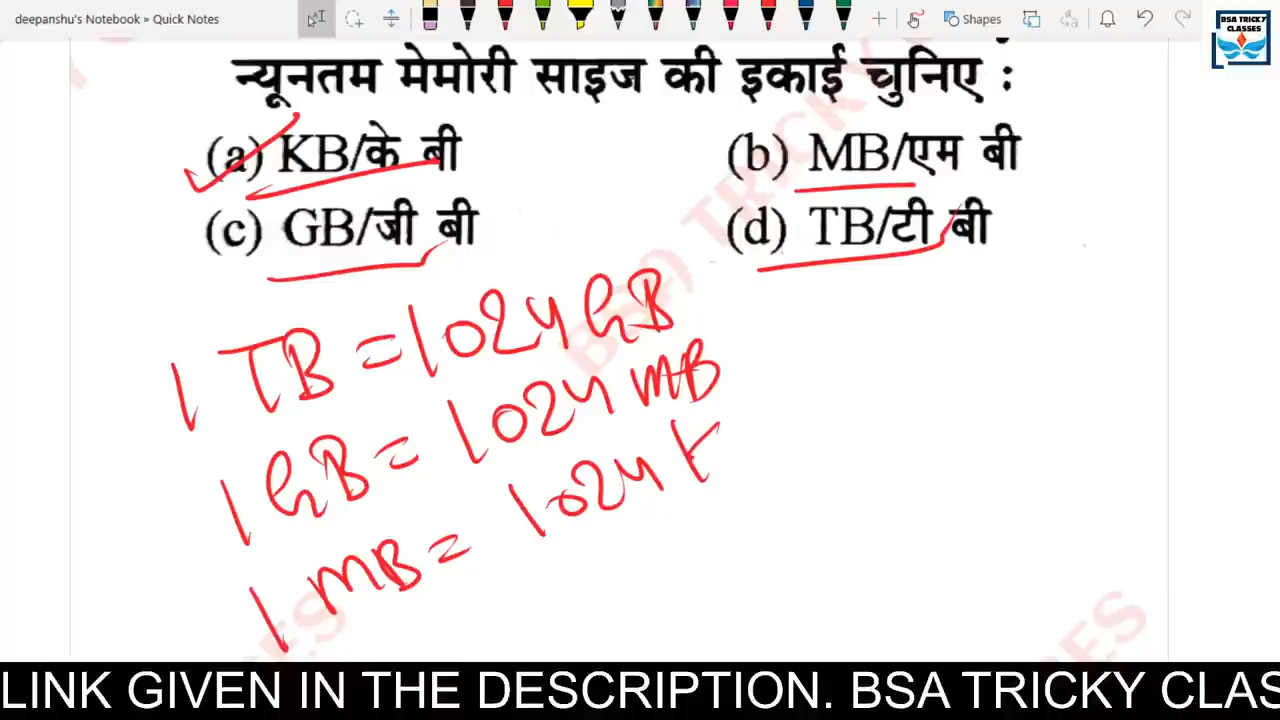 deepanshu's Notebook » Quick Notes
Shapes
BSA TRICKY
CLASSES
न्यूनतम मेमोरी साइज की इकाई चुनिए :
(a) KB/के बी
(b) MB/एम बी
(c) GB/जी बी
(d) TB/टी बी
1 TB = 1024 GB
1 GB = 1024 MB
1 MB = 1024
LINK GIVEN IN THE DESCRIPTION. BSA TRICKY CLAS